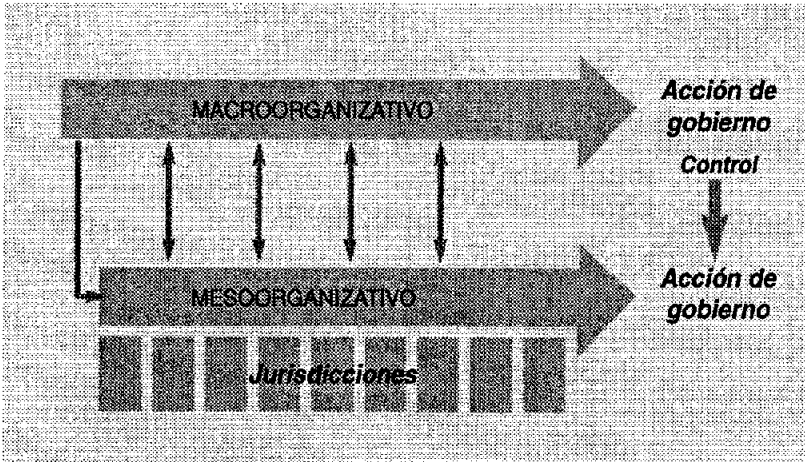 MACROORGANIZATIVO
Acción de
gobierno
Control
MESOORGANIZATIVO
Acción de
gobierno
Jurisdicciones